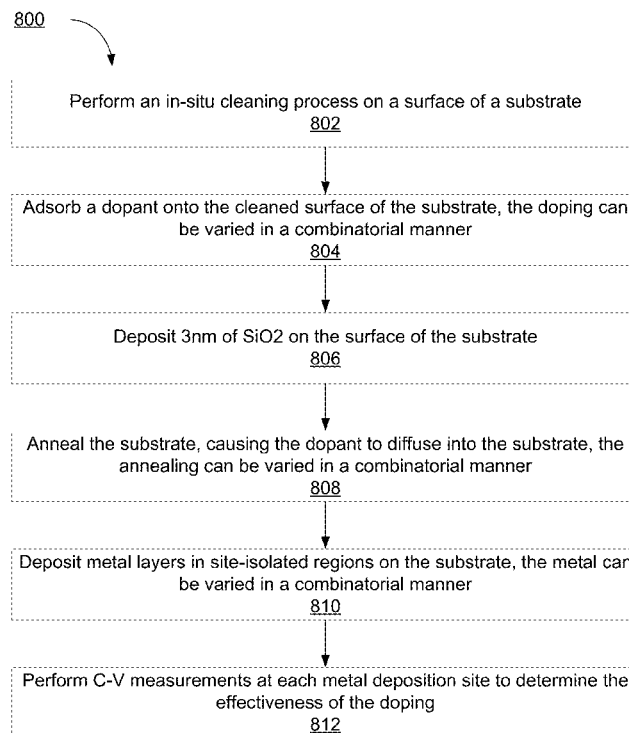 800
Perform an in-situ cleaning process on a surface of a substrate
802
Adsorb a dopant onto the cleaned surface of the substrate, the doping can
be varied in a combinatorial manner
804
Deposit 3nm of SiO2 on the surface of the substrate
806
Anneal the substrate, causing the dopant to diffuse into the substrate, the
annealing can be varied in a combinatorial manner
808
Deposit metal layers in site-isolated regions on the substrate, the metal can
be varied in a combinatorial manner
810
Perform C-V measurements at each metal deposition site to determine the
effectiveness of the doping
812